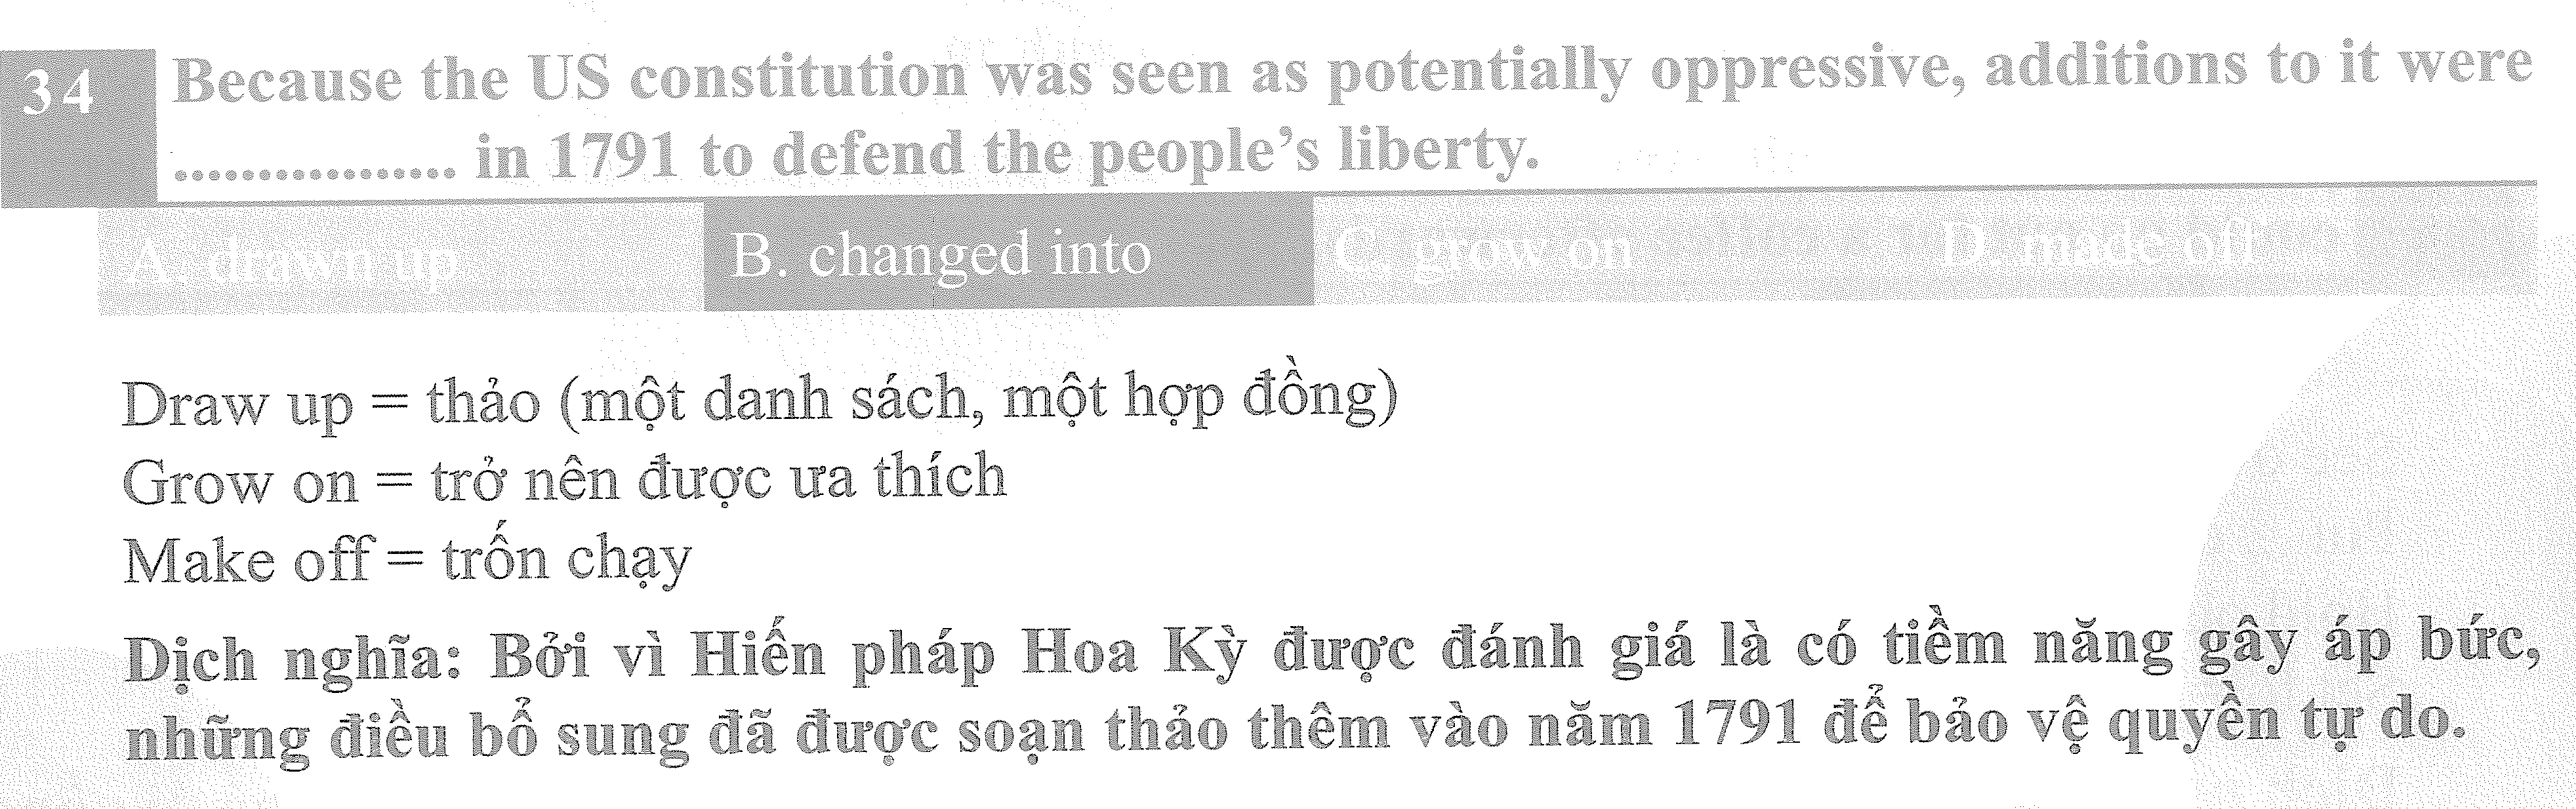 34 Because the US constitution was seen as potentially oppressive, additions to it were
................. in 1791 to defend the people’s liberty.
A. drawn up B. changed into C. grow on D. made off
Draw up = thảo (một danh sách, một hợp đồng)
Grow on = trở nên được ưa thích
Make off = trốn chạy
Dịch nghĩa: Bởi vì Hiến pháp Hoa Kỳ được đánh giá là có tiềm năng gây áp bức,
những điều bổ sung đã được soạn thảo thêm vào năm 1791 để bảo vệ quyền tự do.